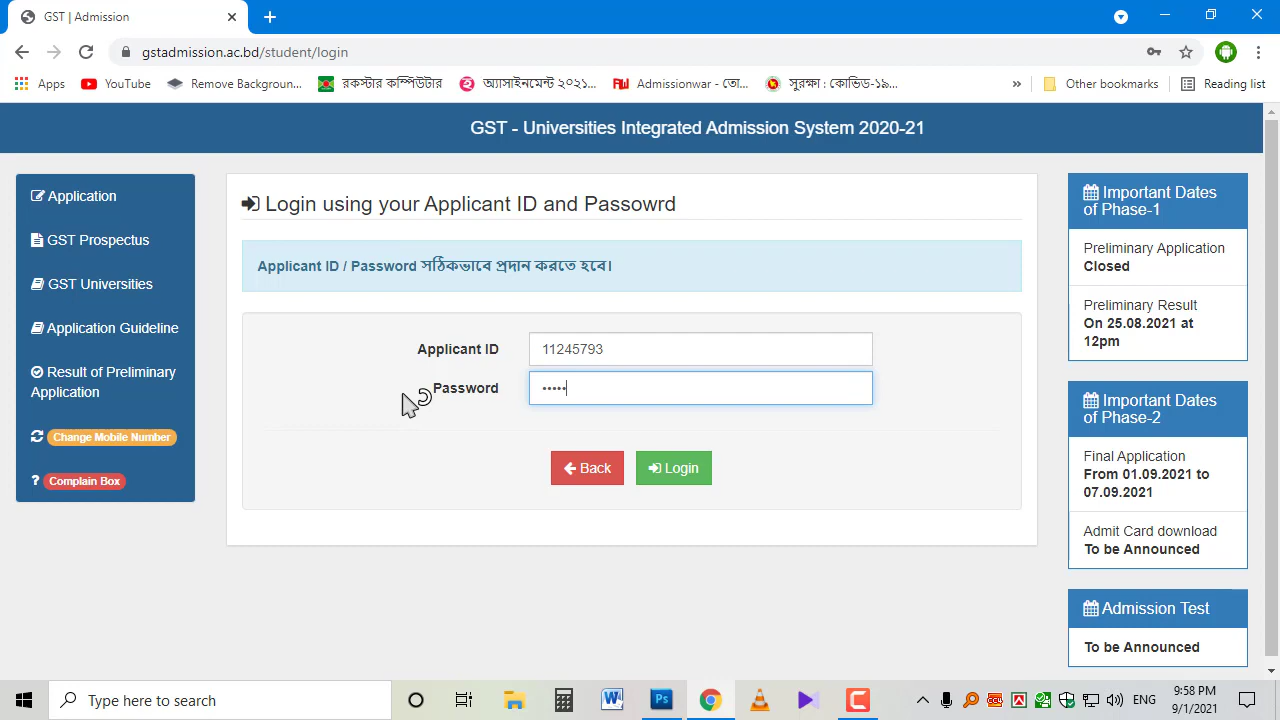 GST | Admission
gstadmission.ac.bd/student/login
Apps
YouTube
Remove Backgroun...
রকস্টার কম্পিউটার
অ্যাসাইনমেন্ট ২০২১...
Admissionwar - তো...
সুরক্ষা : কোভিড-১৯...
»
Other bookmarks
Reading list
GST - Universities Integrated Admission System 2020-21
Application
GST Prospectus
GST Universities
Application Guideline
Result of Preliminary
Application
Change Mobile Number
? Complain Box
Login using your Applicant ID and Passowrd
Applicant ID / Password সঠিকভাবে প্রদান করতে হবে।
Applicant ID 11245793
Password •••••
Back
Login
Important Dates
of Phase-1
Preliminary Application
Closed
Preliminary Result
On 25.08.2021 at
12pm
Important Dates
of Phase-2
Final Application
From 01.09.2021 to
07.09.2021
Admit Card download
To be Announced
Admission Test
To be Announced
Type here to search
W
Ps
ENG
9:58 PM
9/1/2021